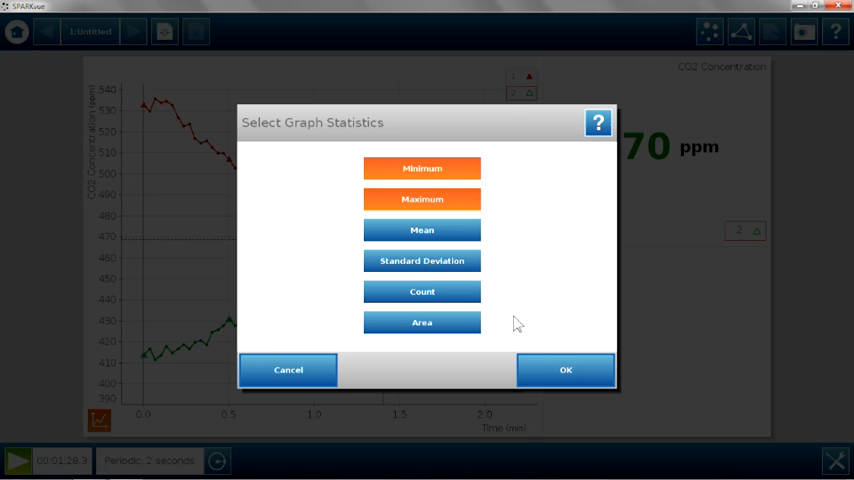 SPARKvue
1:Untitled
?
CO2 Concentration
1
2
CO2 Concentration (ppm)
540
530
520
510
500
490
480
470
460
450
440
430
420
410
400
390
0.0
0.5
1.0
1.5
2.0
Time (min)
Select Graph Statistics
?
Minimum
Maximum
Mean
Standard Deviation
Count
Area
Cancel
OK
70 ppm
2
00:01:28.3
Periodic: 2 seconds